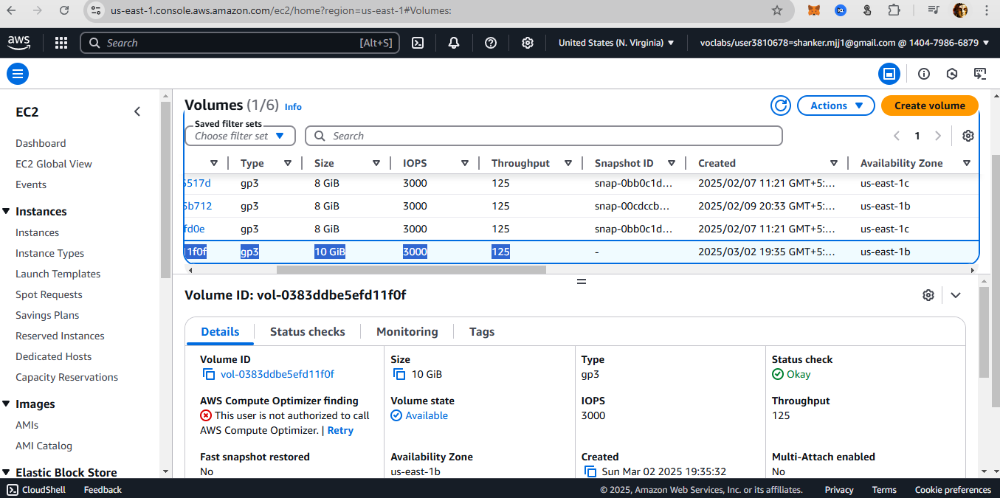 us-east-1.console.aws.amazon.com/ec2/home?region=us-east-1#Volumes:
aws
Search
[Alt+S]
United States (N. Virginia)
voclabs/user3810678=shanker.mjj1@gmail.com @ 1404-7986-6879
EC2
Dashboard
EC2 Global View
Events
Instances
Instances
Instance Types
Launch Templates
Spot Requests
Savings Plans
Reserved Instances
Dedicated Hosts
Capacity Reservations
Images
AMIs
AMI Catalog
Elastic Block Store
Volumes (1/6) Info
Actions
Create volume
Saved filter sets
Choose filter set
Search
1
Type Size IOPS Throughput Snapshot ID Created Availability Zone
5517d gp3 8 GiB 3000 125 snap-0bb0c1d... 2025/02/07 11:21 GMT+5:... us-east-1c
5b712 gp3 8 GiB 3000 125 snap-00cdccb... 2025/02/09 20:33 GMT+5:... us-east-1b
fd0e gp3 8 GiB 3000 125 snap-0bb0c1d... 2025/02/07 11:21 GMT+5:... us-east-1c
11f0f gp3 10 GiB 3000 125 - 2025/03/02 19:35 GMT+5:... us-east-1b
Volume ID: vol-0383ddbe5efd11f0f
Details Status checks Monitoring Tags
Volume ID
vol-0383ddbe5efd11f0f
Size
10 GiB
Type
gp3
Status check
Okay
AWS Compute Optimizer finding
This user is not authorized to call
AWS Compute Optimizer. | Retry
Volume state
Available
IOPS
3000
Throughput
125
Fast snapshot restored
No
Availability Zone
us-east-1b
Created
Sun Mar 02 2025 19:35:32
Multi-Attach enabled
No
CloudShell Feedback
© 2025, Amazon Web Services, Inc. or its affiliates. Privacy Terms Cookie preferences